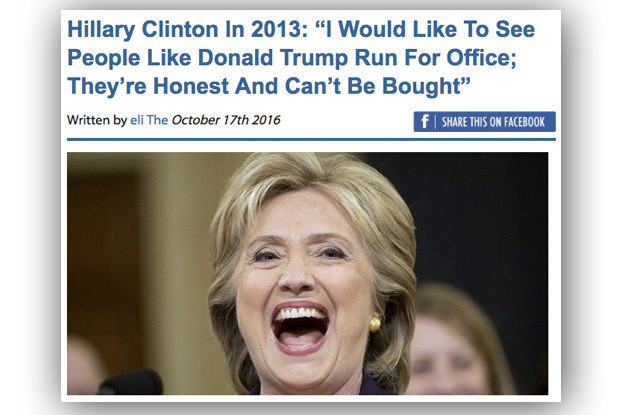 Hillary Clinton In 2013: “I Would Like To See
People Like Donald Trump Run For Office;
They’re Honest And Can’t Be Bought”
Written by eli The October 17th 2016
f SHARE THIS ON FACEBOOK